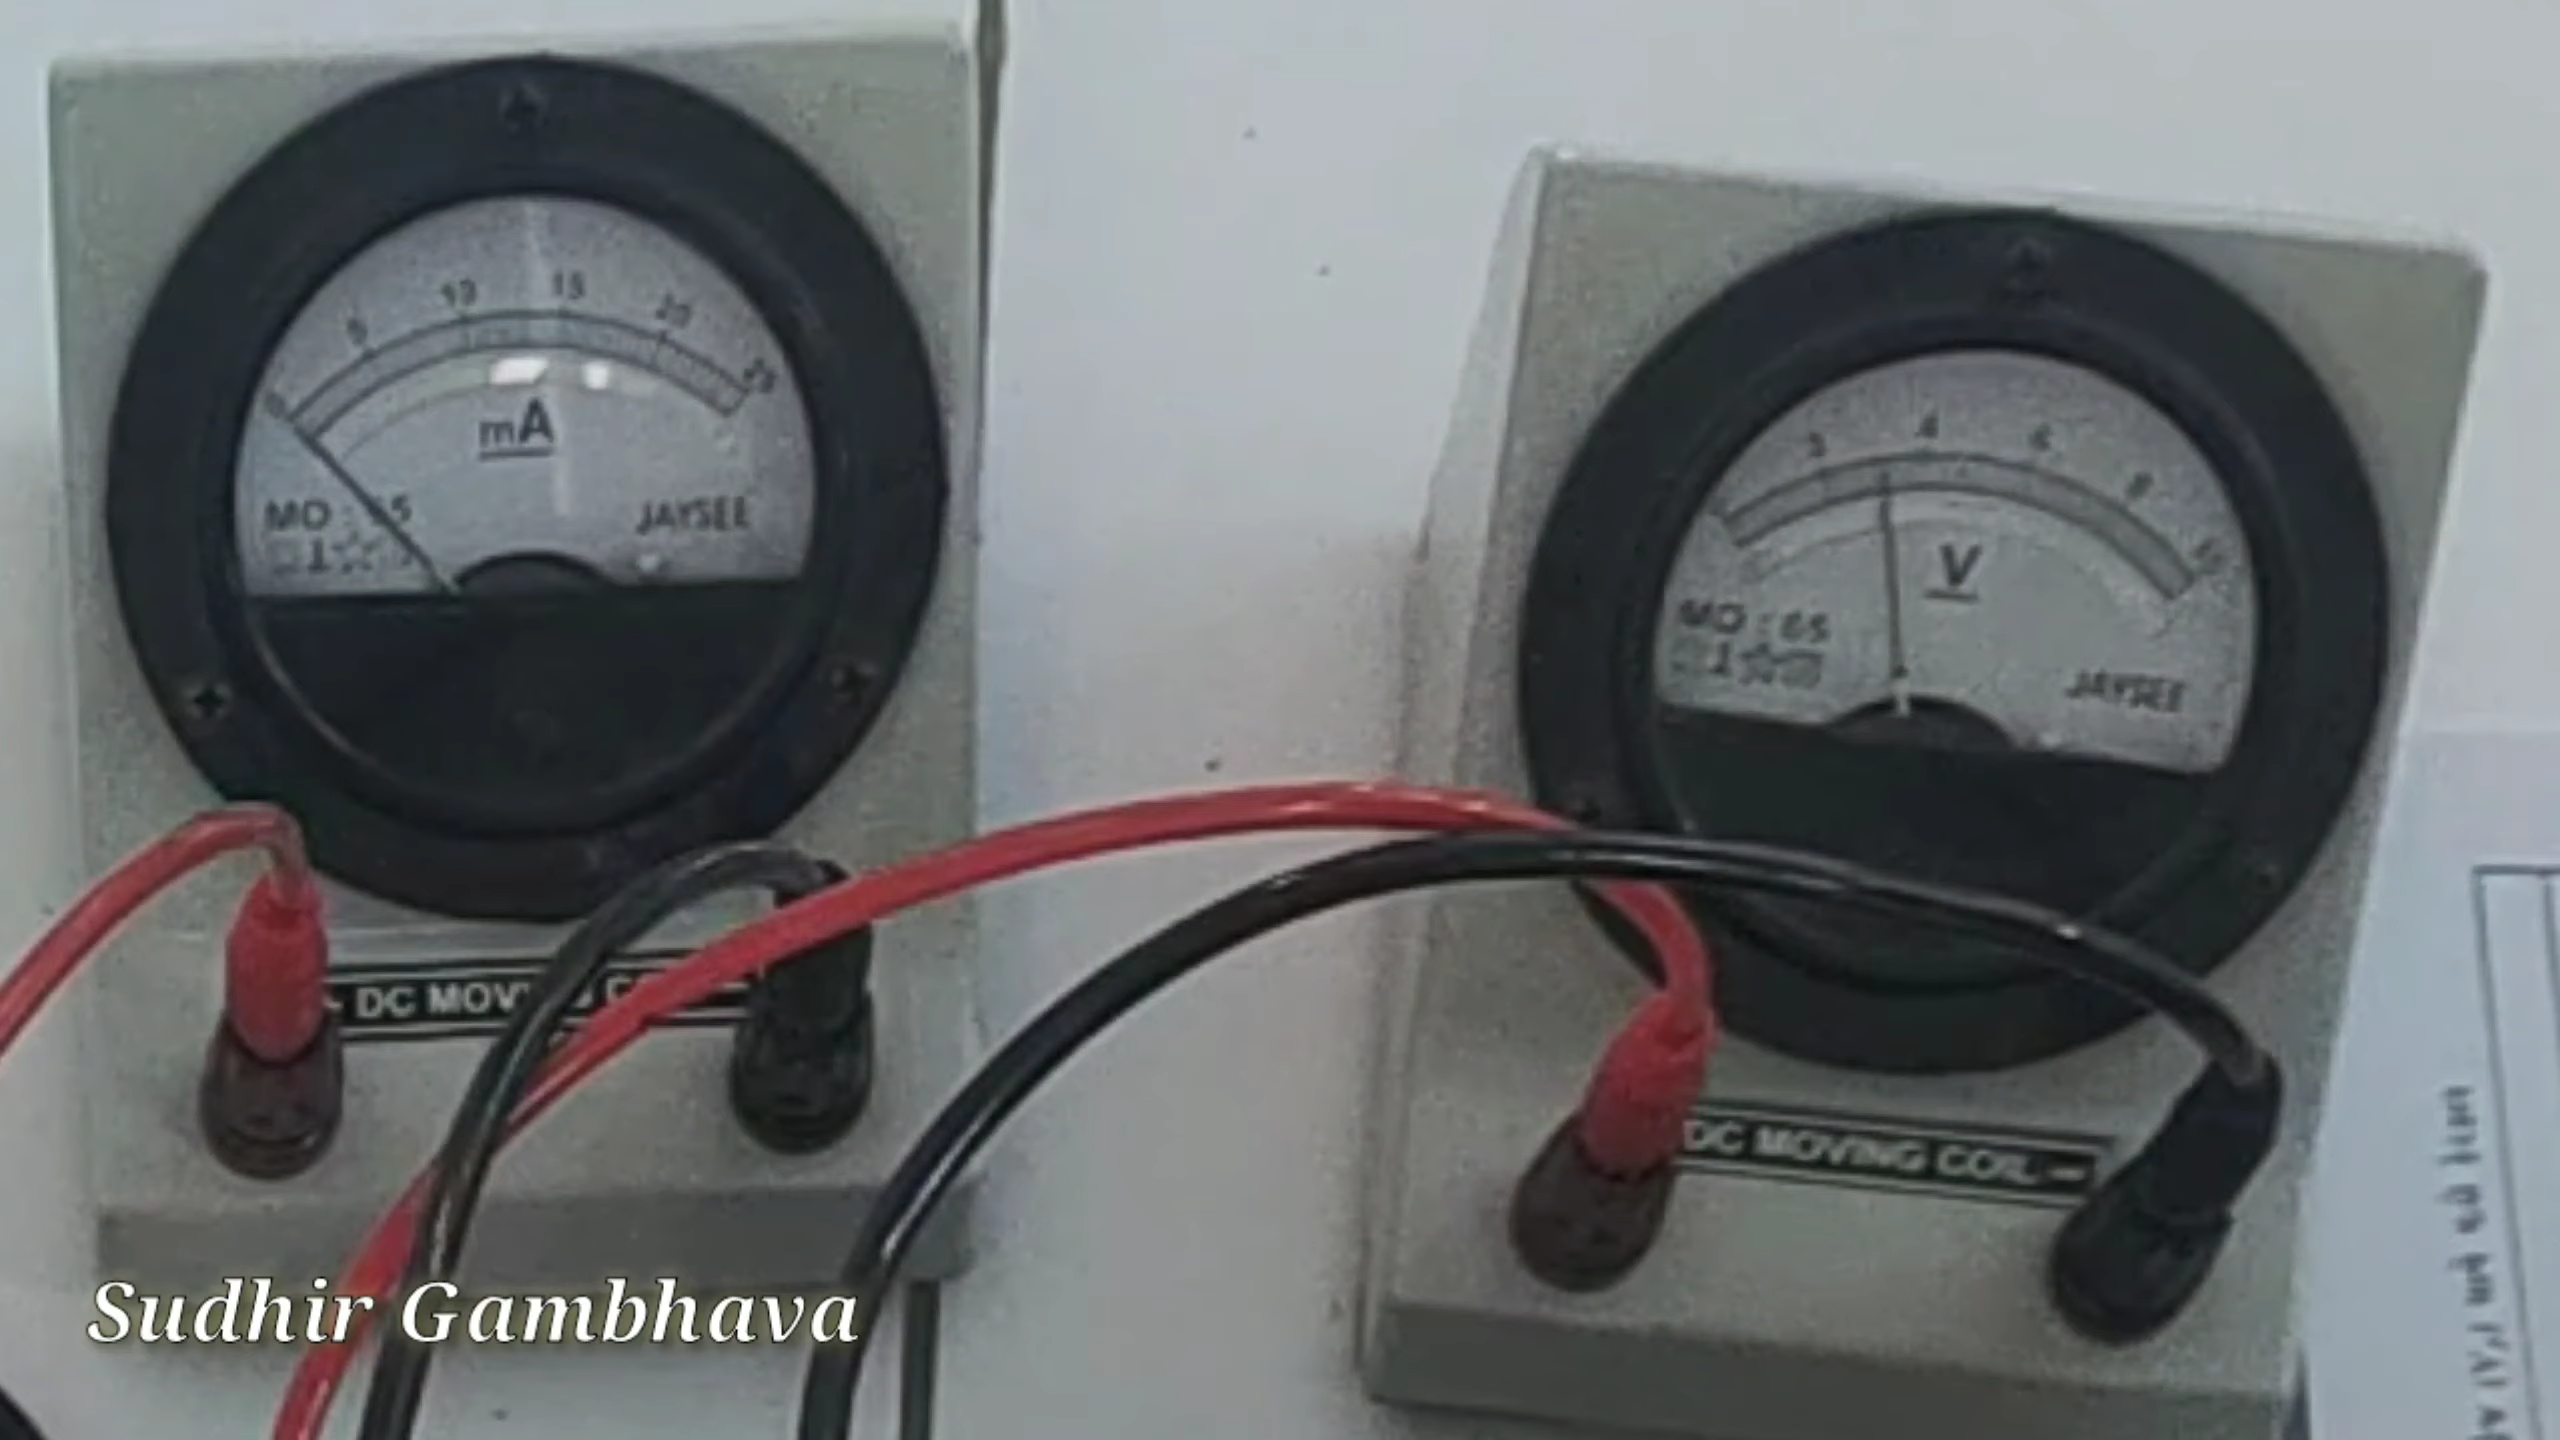 0 5 10 15 20 25
mA
MO : 65
JAYSEE
DC MOVING
2 4 6 8 10
V
MO : 65
JAYSEE
DC MOVING COIL -
Sudhir Gambhava